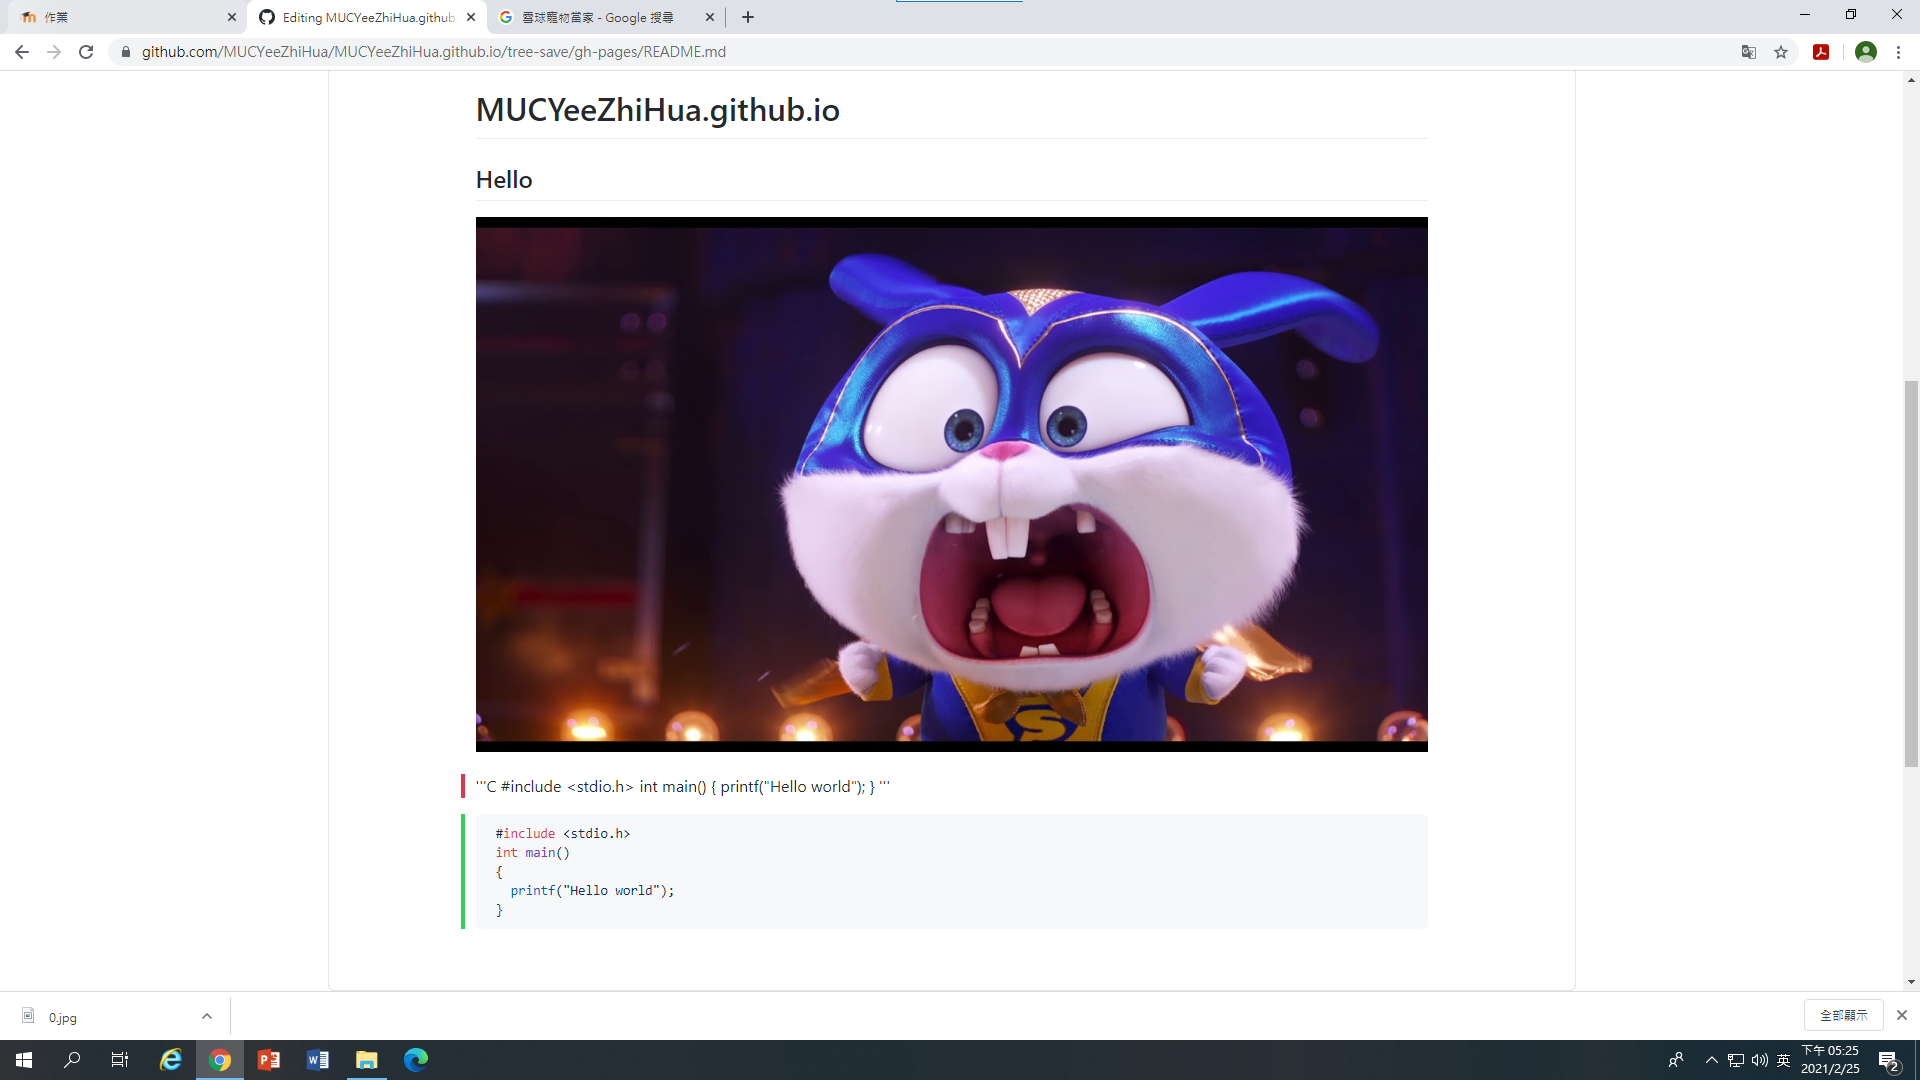 作業
Editing MUCYeeZhiHua.github
雪球寵物當家 - Google 搜尋
github.com/MUCYeeZhiHua/MUCYeeZhiHua.github.io/tree-save/gh-pages/README.md
MUCYeeZhiHua.github.io
Hello
S
'''C #include <stdio.h> int main() { printf("Hello world"); } '''
#include <stdio.h>
int main()
{
printf("Hello world");
}
0.jpg
全部顯示
英
下午 05:25
2021/2/25
2